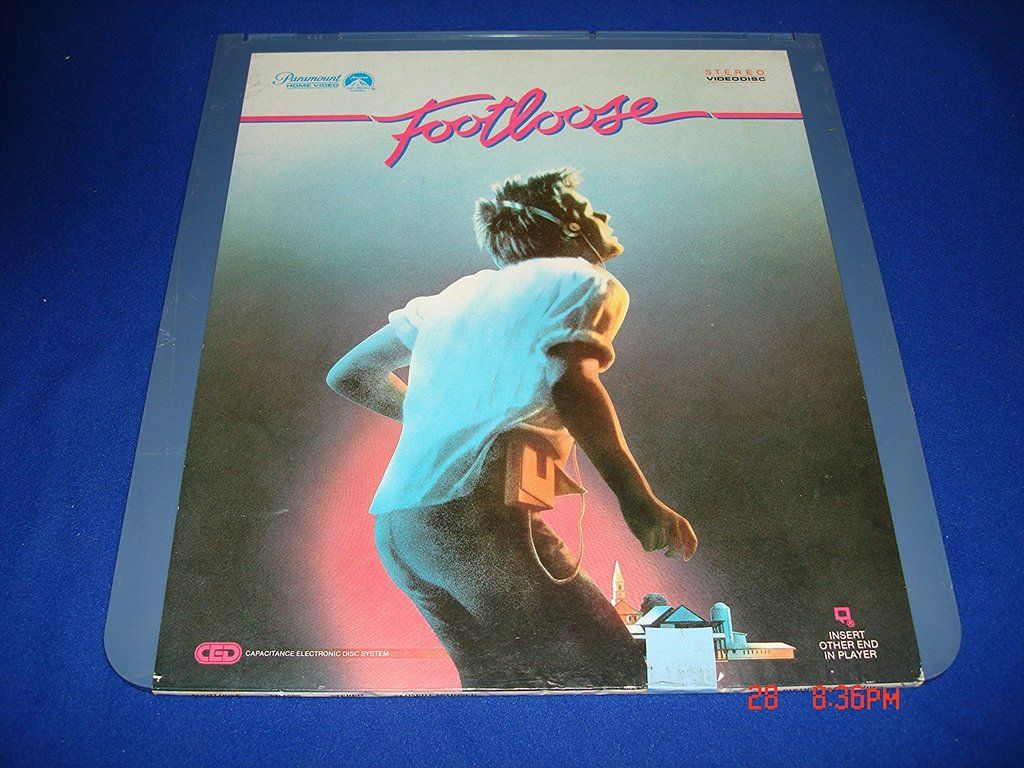 Paramount
HOME VIDEO
STEREO
VIDEODISC
Footloose
INSERT
OTHER END
IN PLAYER
CED CAPACITANCE ELECTRONIC DISC SYSTEM
28 8:36PM